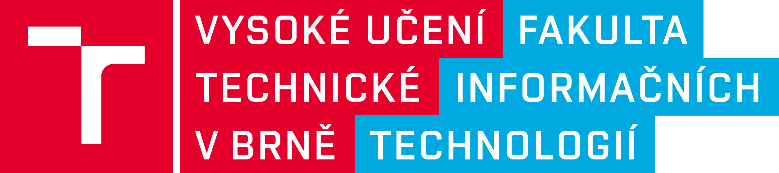 VYSOKÉ UČENÍ FAKULTA
TECHNICKÉ INFORMAČNÍCH
V BRNĚ TECHNOLOGIÍ